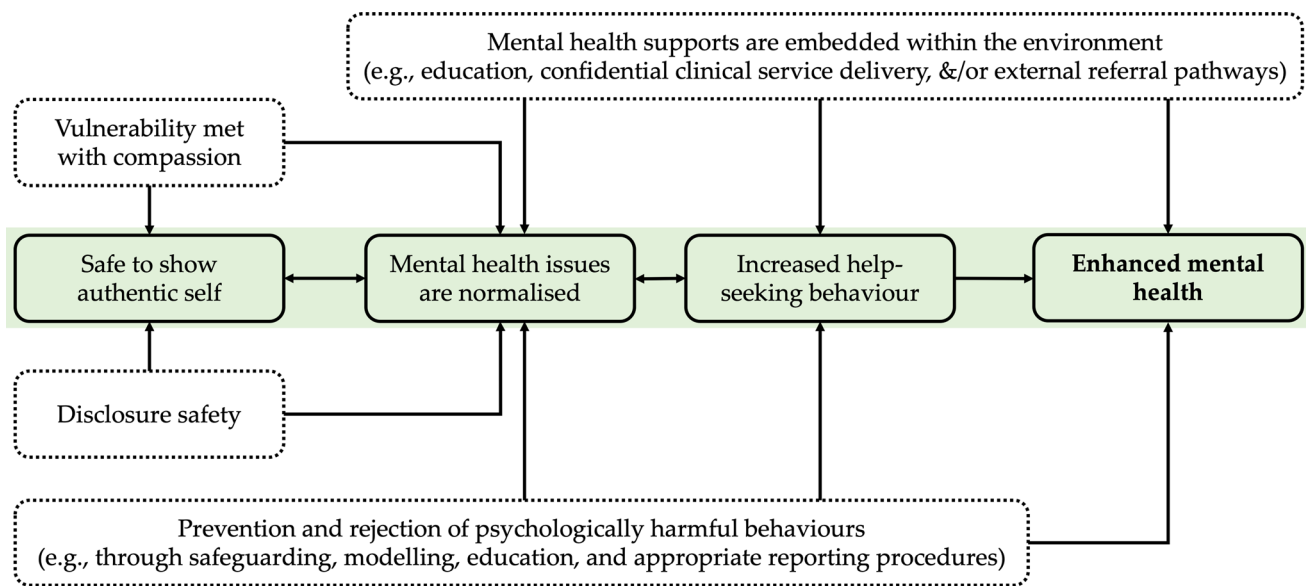 Mental health supports are embedded within the environment
(e.g., education, confidential clinical service delivery, &/or external referral pathways)
Vulnerability met
with compassion
Safe to show
authentic self
Mental health issues
are normalised
Increased help-
seeking behaviour
Enhanced mental
health
Disclosure safety
Prevention and rejection of psychologically harmful behaviours
(e.g., through safeguarding, modelling, education, and appropriate reporting procedures)